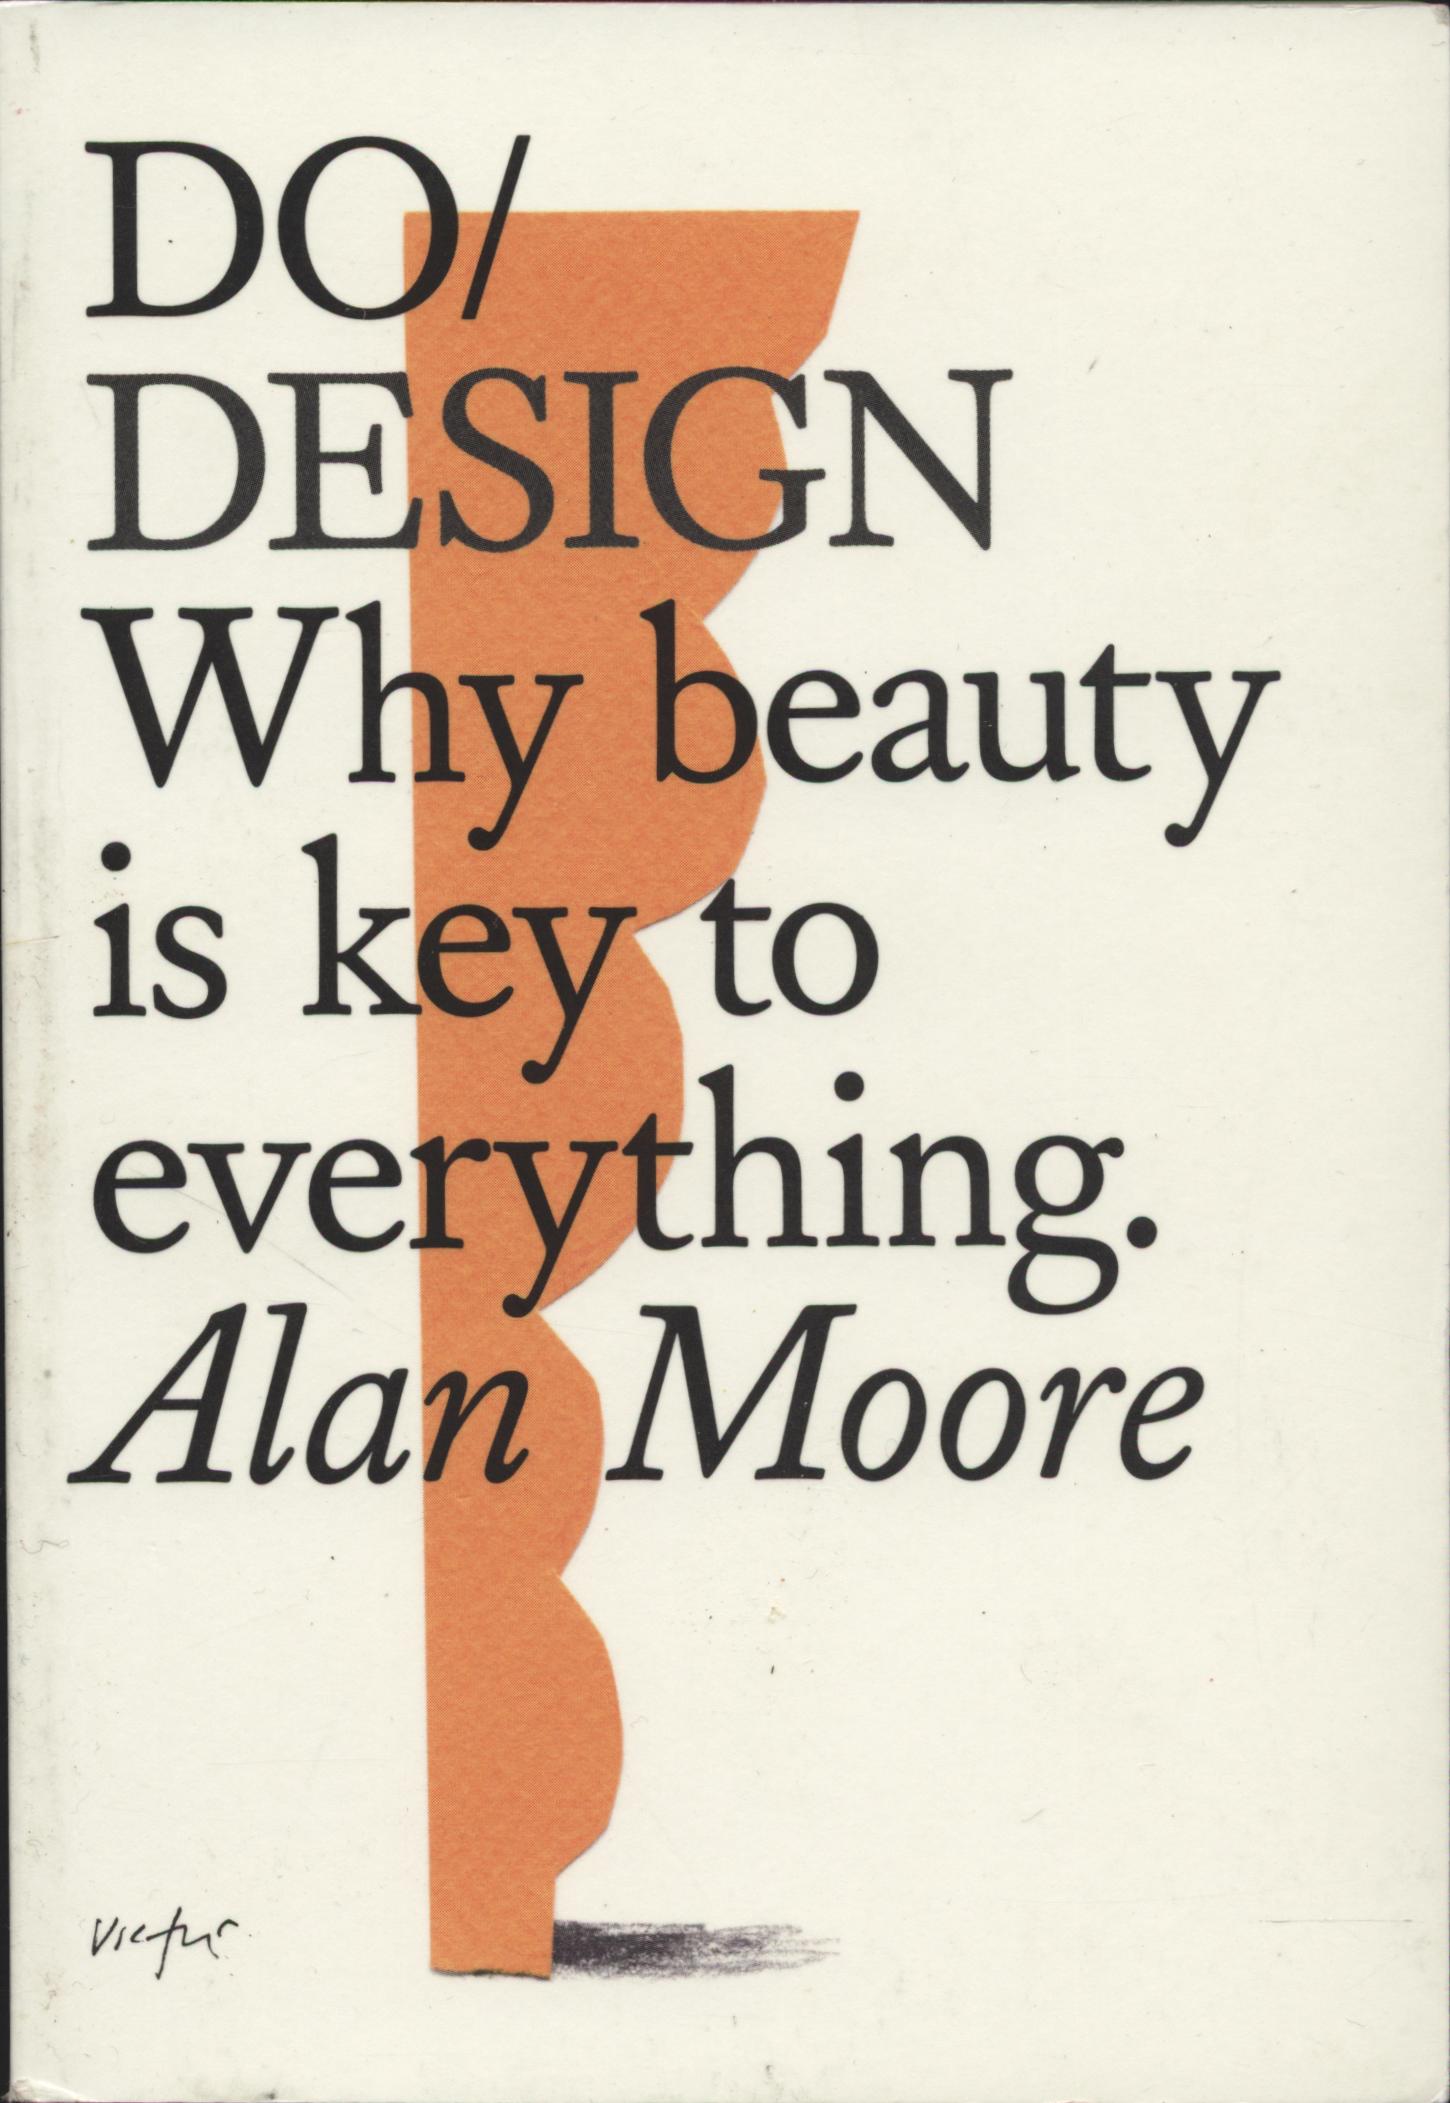 DO/
DESIGN
Why beauty
is key to
everything.
Alan Moore